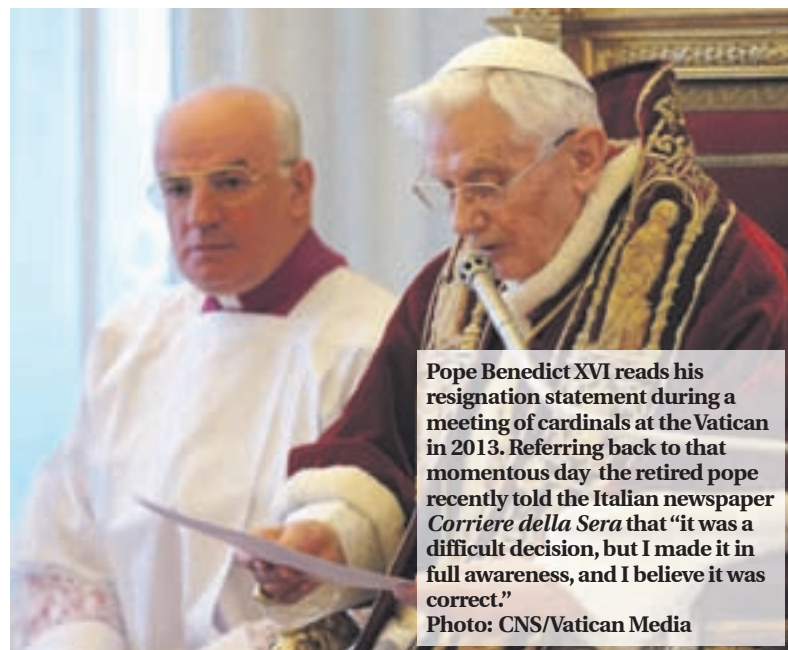 Pope Benedict XVI reads his
resignation statement during a
meeting of cardinals at the Vatican
in 2013. Referring back to that
momentous day the retired pope
recently told the Italian newspaper
Corriere della Sera that “it was a
difficult decision, but I made it in
full awareness, and I believe it was
correct.”
Photo: CNS/Vatican Media